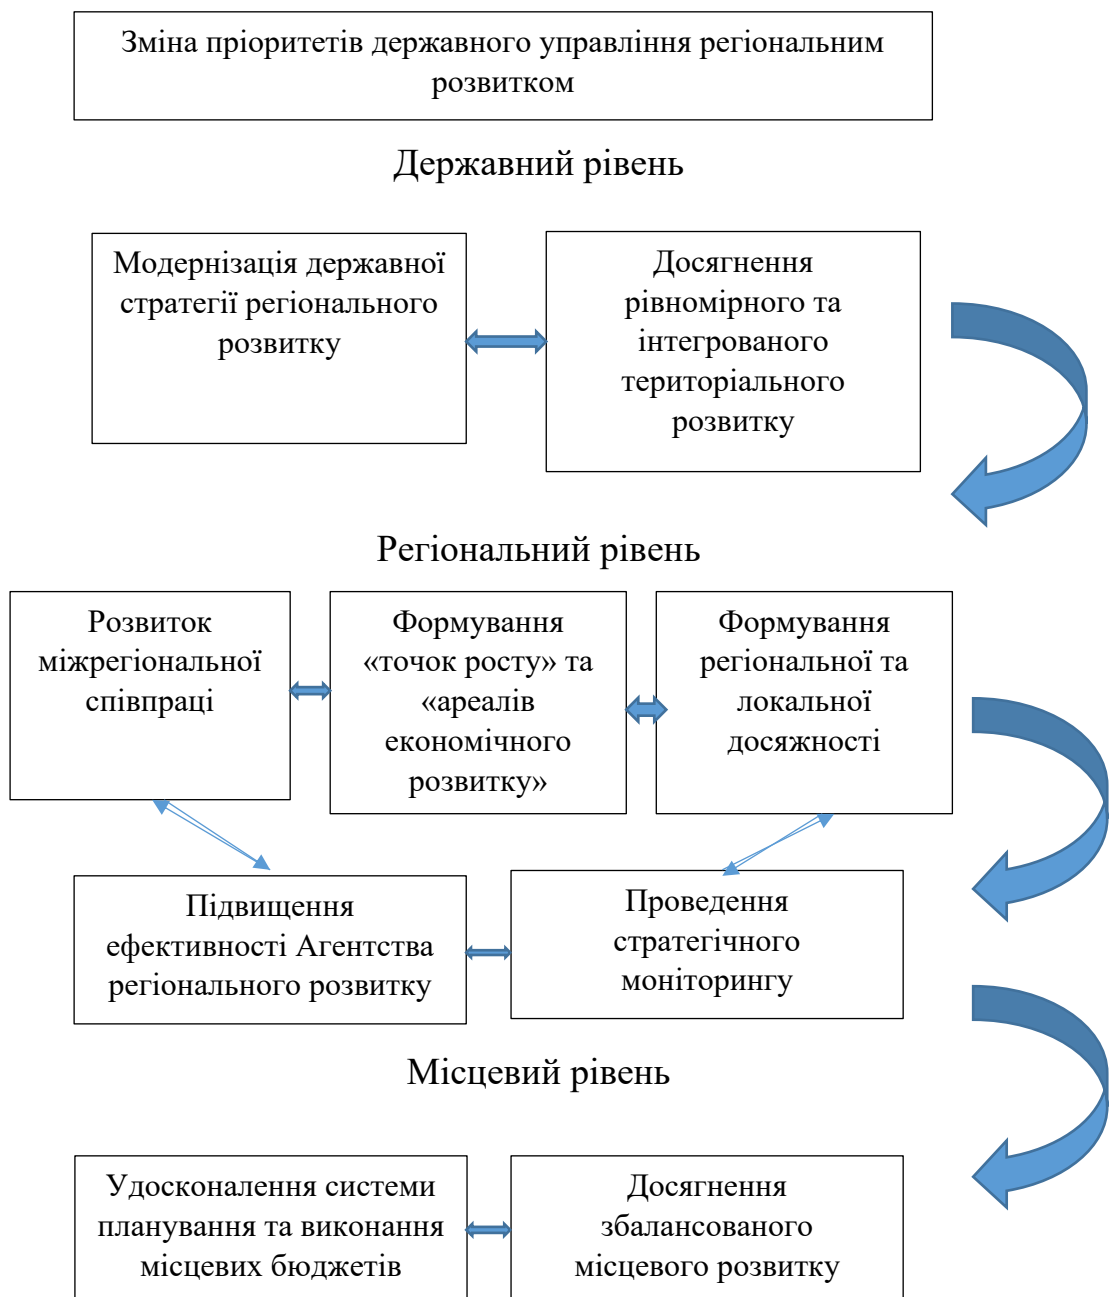 Зміна пріоритетів державного управління регіональним
розвитком
Державний рівень
Модернізація державної
стратегії регіонального
розвитку
Досягнення
рівномірного та
інтегрованого
територіального
розвитку
Регіональний рівень
Розвиток
міжрегіональної
співпраці
Формування
«точок росту» та
«ареалів
економічного
розвитку»
Формування
регіональної та
локальної
досяжності
Підвищення
ефективності Агентства
регіонального розвитку
Проведення
стратегічного
моніторингу
Місцевий рівень
Удосконалення системи
планування та виконання
місцевих бюджетів
Досягнення
збалансованого
місцевого розвитку